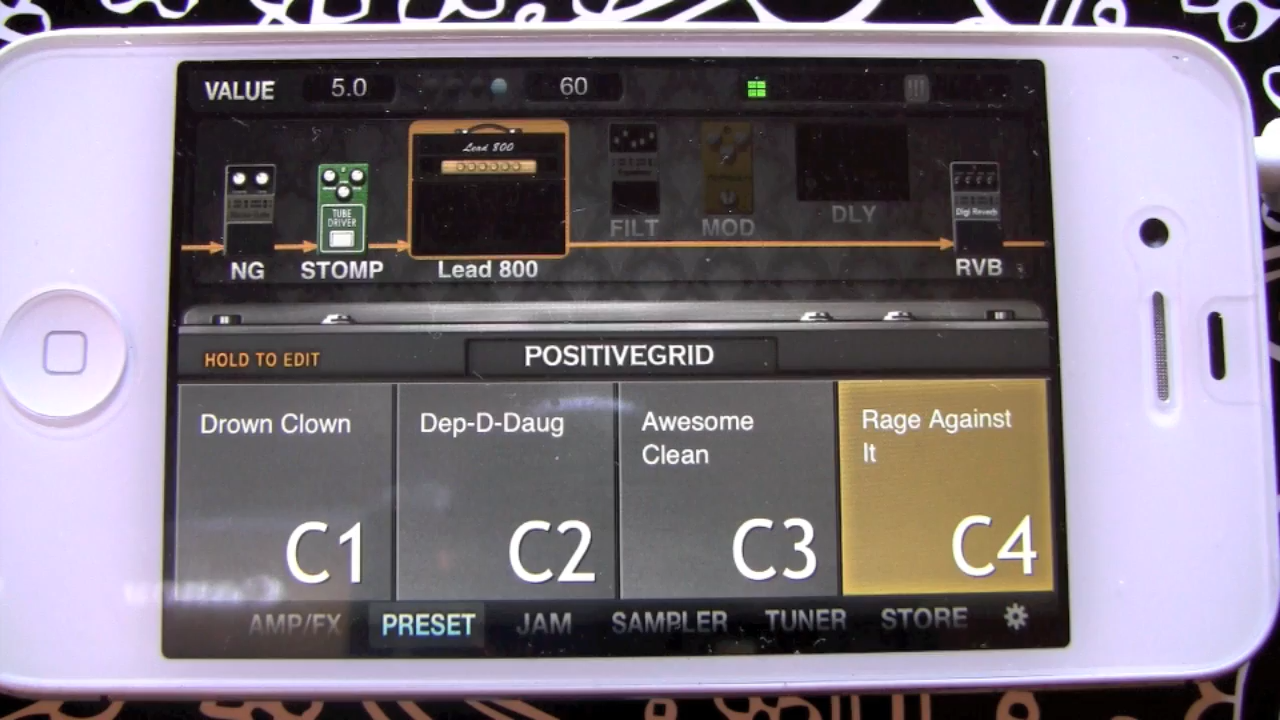 VALUE 5.0 60
Lead 800
TUBE
DRIVER
Digi Reverb
FILT MOD DLY
NG STOMP Lead 800 RVB
HOLD TO EDIT POSITIVEGRID
Drown Clown
C1
Dep-D-Daug
C2
Awesome
Clean
C3
Rage Against
It
C4
AMP/FX PRESET JAM SAMPLER TUNER STORE